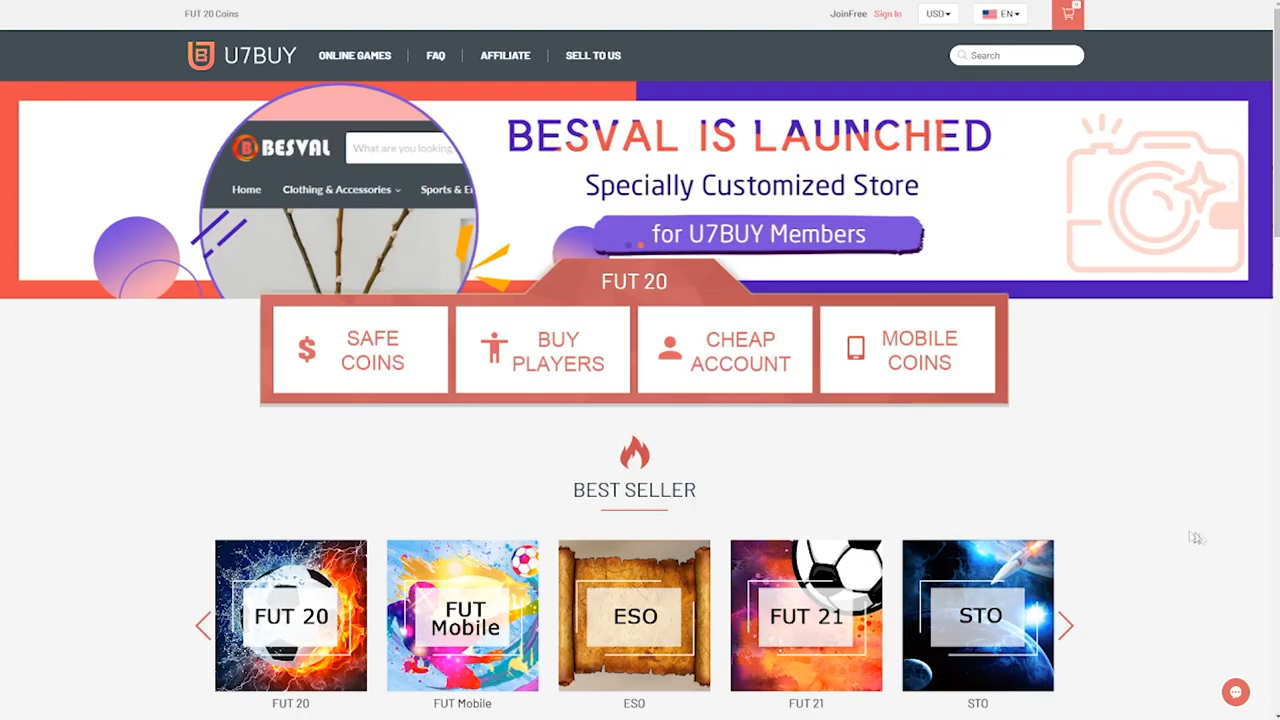 FUT 20 Coins
JoinFree Sign In
USD
EN
0
U7BUY
ONLINE GAMES
FAQ
AFFILIATE
SELL TO US
Search
BESVAL
What are you looking
Home
Clothing & Accessories
Sports & E
BESVAL IS LAUNCHED
Specially Customized Store
for U7BUY Members
FUT 20
SAFE
COINS
BUY
PLAYERS
CHEAP
ACCOUNT
MOBILE
COINS
BEST SELLER
FUT 20
FUT
Mobile
ESO
FUT 21
STO
FUT 20
FUT Mobile
ESO
FUT 21
STO